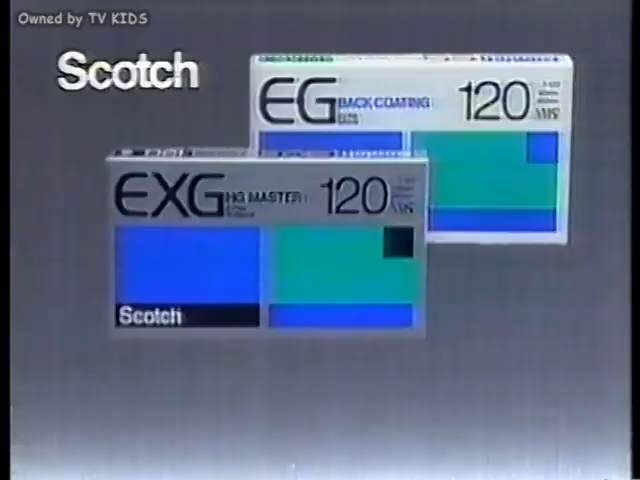 Owned by TV KIDS
Scotch
EG BACK COATING 120
VHS
EXG HG MASTER 120
VHS
Scotch